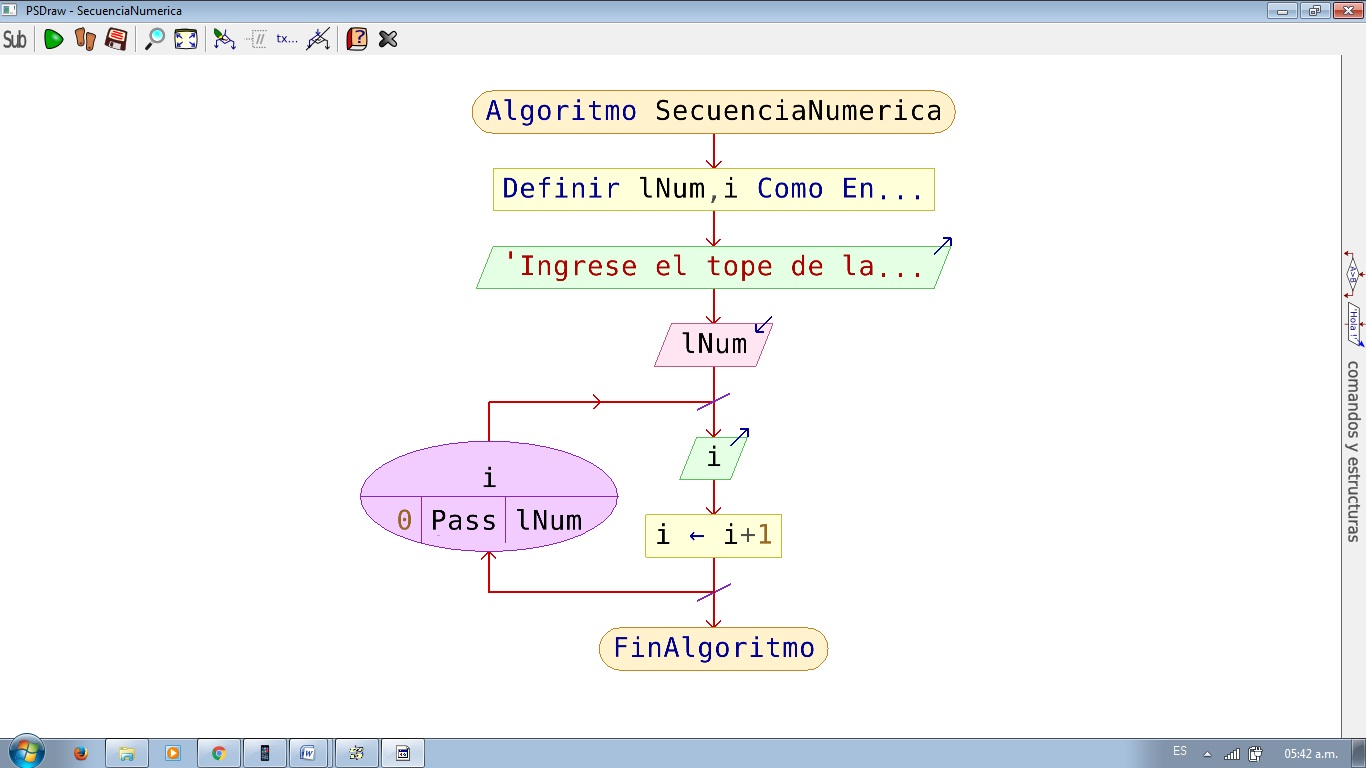 PSDraw - SecuenciaNumerica
Sub
tx...
Algoritmo SecuenciaNumerica
Definir lNum,i Como En...
'Ingrese el tope de la...
lNum
i
i
0 Pass lNum
i ← i+1
FinAlgoritmo
A>B
'Hola !'
comandos y estructuras
ES
05:42 a.m.